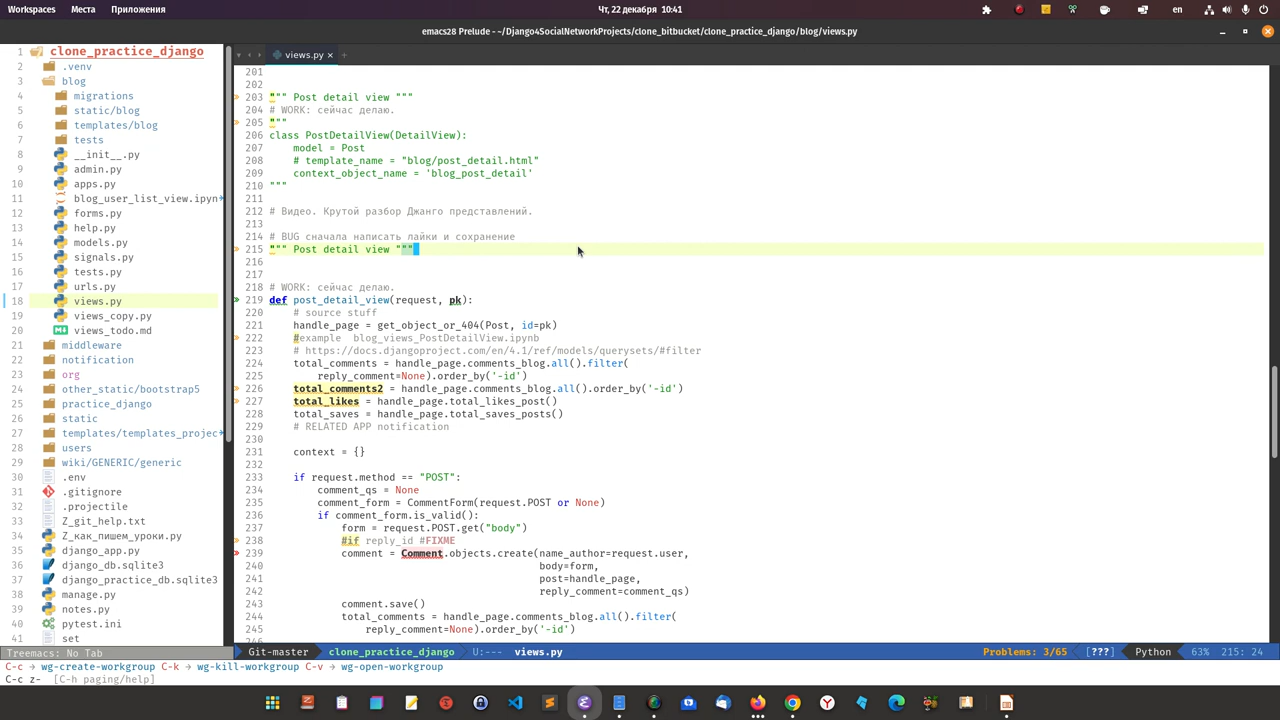 Workspaces Места Приложения Чт, 22 декабря 10:41 en
emacs28 Prelude - ~/Django4SocialNetworkProjects/clone_bitbucket/clone_practice_django/blog/views.py
1 clone_practice_django
2 .venv
3 blog
4 migrations
5 static/blog
6 templates/blog
7 tests
8 __init__.py
9 admin.py
10 apps.py
11 blog_user_list_view.ipyn
12 forms.py
13 help.py
14 models.py
15 signals.py
16 tests.py
17 urls.py
18 views.py
19 views_copy.py
20 views_todo.md
21 middleware
22 notification
23 org
24 other_static/bootstrap5
25 practice_django
26 static
27 templates/templates_projec
28 users
29 wiki/GENERIC/generic
30 .env
31 .gitignore
32 .projectile
33 Z_git_help.txt
34 Z_как_пишем_уроки.py
35 django_app.py
36 django_db.sqlite3
37 django_practice_db.sqlite3
38 manage.py
39 notes.py
40 pytest.ini
41 set
Treemacs: No Tab
views.py × +
201
202
203 """ Post detail view """
204 # WORK: сейчас делаю.
205 """
206 class PostDetailView(DetailView):
207 model = Post
208 # template_name = "blog/post_detail.html"
209 context_object_name = 'blog_post_detail'
210 """
211
212 # Видео. Крутой разбор Джанго представлений.
213
214 # BUG сначала написать лайки и сохранение
215 """ Post detail view """
216
217
218 # WORK: сейчас делаю.
219 def post_detail_view(request, pk):
220 # source stuff
221 handle_page = get_object_or_404(Post, id=pk)
222 #example blog_views_PostDetailView.ipynb
223 # https://docs.djangoproject.com/en/4.1/ref/models/querysets/#filter
224 total_comments = handle_page.comments_blog.all().filter(
225 reply_comment=None).order_by('-id')
226 total_comments2 = handle_page.comments_blog.all().order_by('-id')
227 total_likes = handle_page.total_likes_post()
228 total_saves = handle_page.total_saves_posts()
229 # RELATED APP notification
230
231 context = {}
232
233 if request.method == "POST":
234 comment_qs = None
235 comment_form = CommentForm(request.POST or None)
236 if comment_form.is_valid():
237 form = request.POST.get("body")
238 #if reply_id #FIXME
239 comment = Comment.objects.create(name_author=request.user,
240 body=form,
241 post=handle_page,
242 reply_comment=comment_qs)
243 comment.save()
244 total_comments = handle_page.comments_blog.all().filter(
245 reply_comment=None).order_by('-id')
Git-master clone_practice_django U:--- views.py Problems: 3/65 [???] Python 63% 215: 24
C-c → wg-create-workgroup C-k → wg-kill-workgroup C-v → wg-open-workgroup
C-c z- [C-h paging/help]